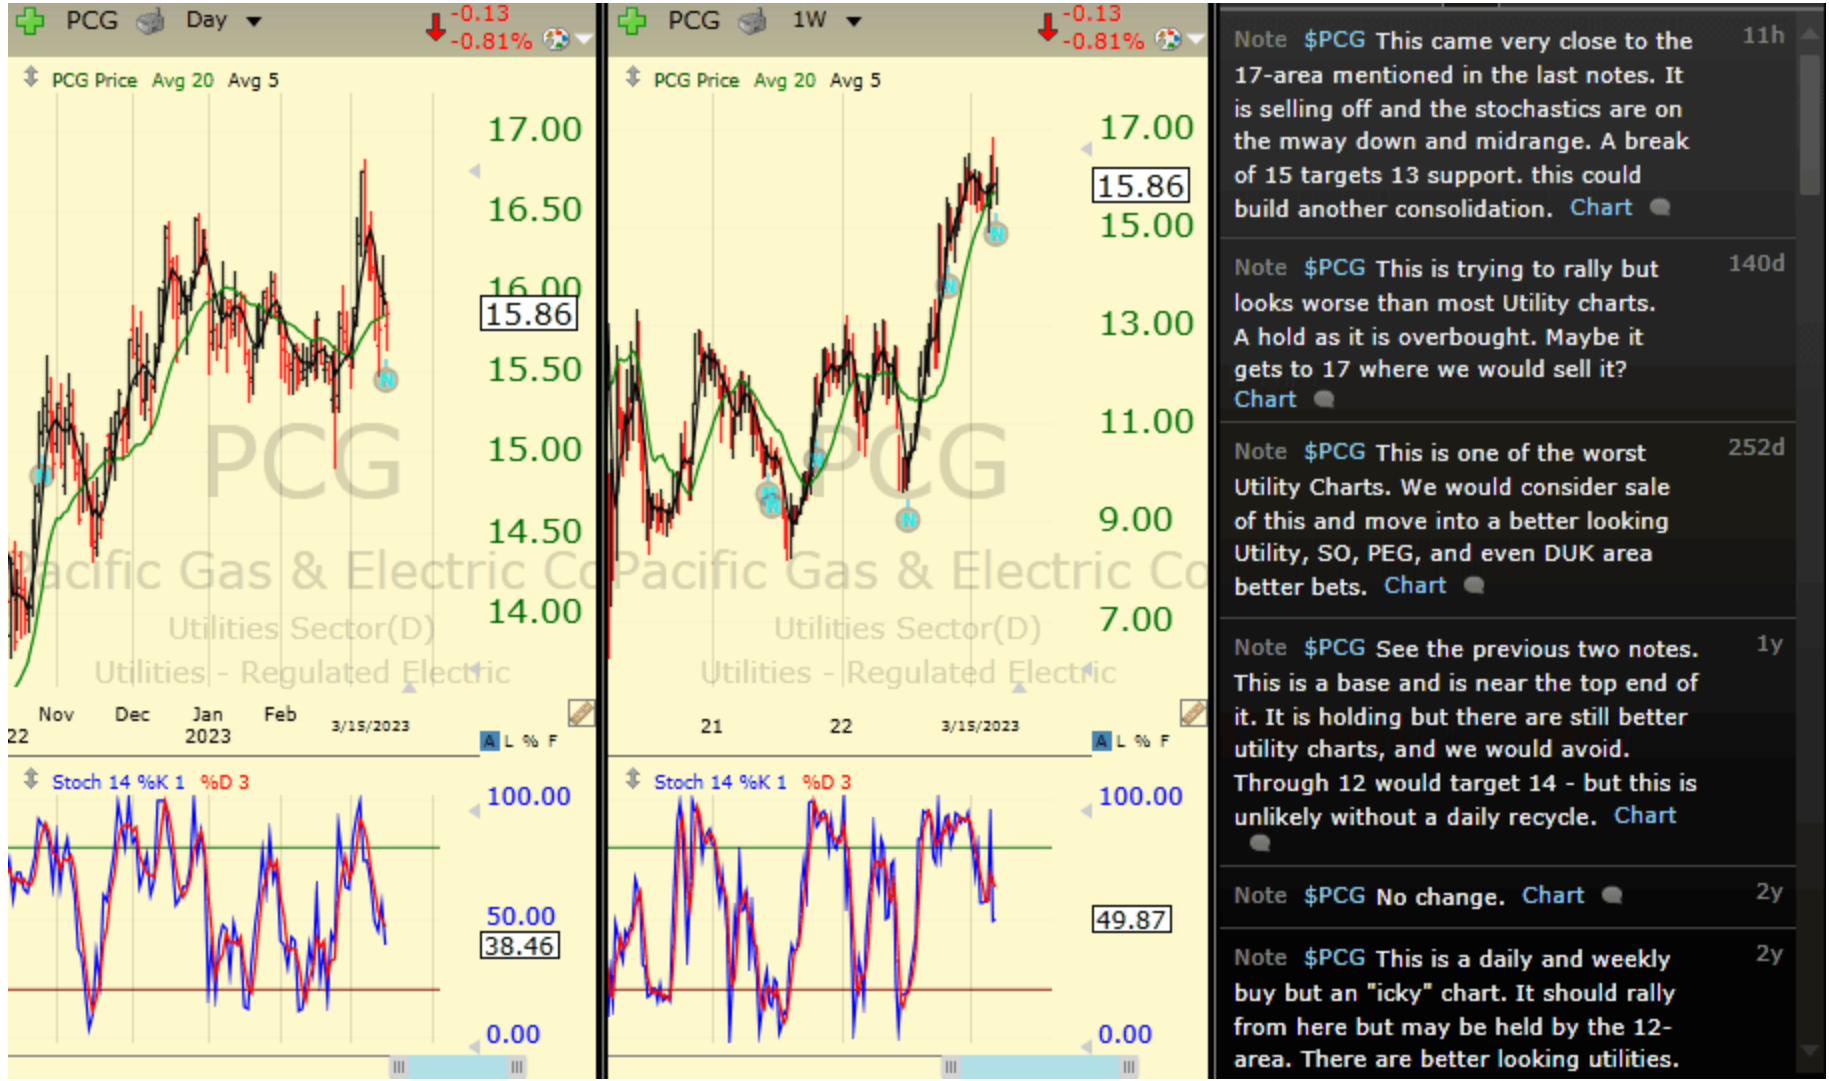 PCG Day
-0.13
-0.81%
PCG Price Avg 20 Avg 5
17.00
16.50
16.00
15.86
15.50
15.00
14.50
14.00
PCG
Pacific Gas & Electric Co
Utilities Sector(D)
Utilities - Regulated Electric
Nov Dec Jan Feb
22 2023 3/15/2023
A L % F
Stoch 14 %K 1 %D 3
100.00
50.00
38.46
0.00
PCG 1W
-0.13
-0.81%
PCG Price Avg 20 Avg 5
17.00
15.86
15.00
13.00
11.00
9.00
7.00
PCG
Pacific Gas & Electric Co
Utilities Sector(D)
Utilities - Regulated Electric
21 22 3/15/2023
A L % F
Stoch 14 %K 1 %D 3
100.00
49.87
0.00
Note $PCG This came very close to the 11h
17-area mentioned in the last notes. It
is selling off and the stochastics are on
the mway down and midrange. A break
of 15 targets 13 support. this could
build another consolidation. Chart
Note $PCG This is trying to rally but 140d
looks worse than most Utility charts.
A hold as it is overbought. Maybe it
gets to 17 where we would sell it?
Chart
Note $PCG This is one of the worst 252d
Utility Charts. We would consider sale
of this and move into a better looking
Utility, SO, PEG, and even DUK area
better bets. Chart
Note $PCG See the previous two notes. 1y
This is a base and is near the top end of
it. It is holding but there are still better
utility charts, and we would avoid.
Through 12 would target 14 - but this is
unlikely without a daily recycle. Chart
Note $PCG No change. Chart 2y
Note $PCG This is a daily and weekly 2y
buy but an "icky" chart. It should rally
from here but may be held by the 12-
area. There are better looking utilities.